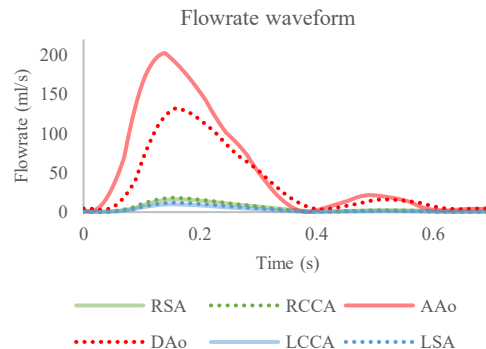 Flowrate waveform
200
150
100
50
0
Flowrate (ml/s)
0 0.2 0.4 0.6
Time (s)
RSA RCCA AAo
DAo LCCA LSA